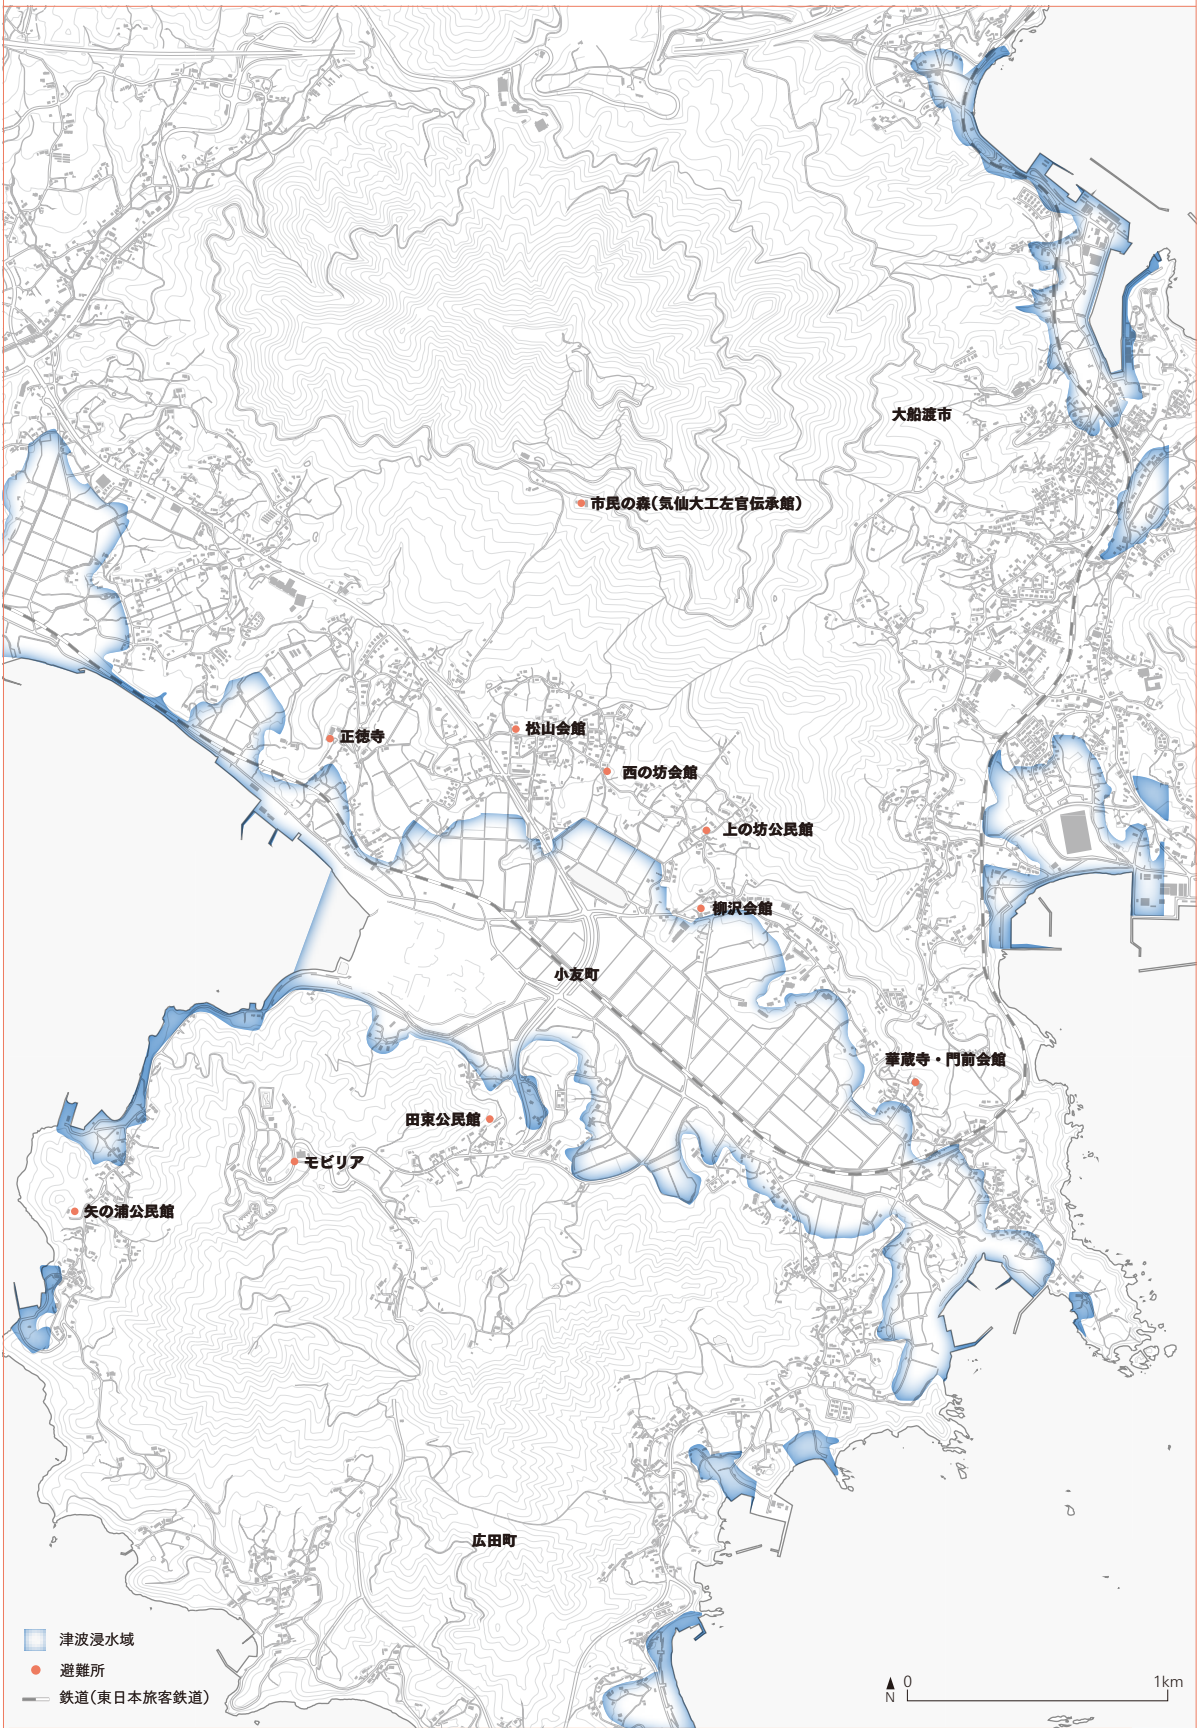 大船渡市
市民の森(気仙大工左官伝承館)
正徳寺
松山会館
西の坊会館
上の坊公民館
柳沢会館
小友町
華蔵寺・門前会館
田束公民館
モビリア
矢の浦公民館
広田町
津波浸水域
避難所
鉄道(東日本旅客鉄道)
N
0
1km